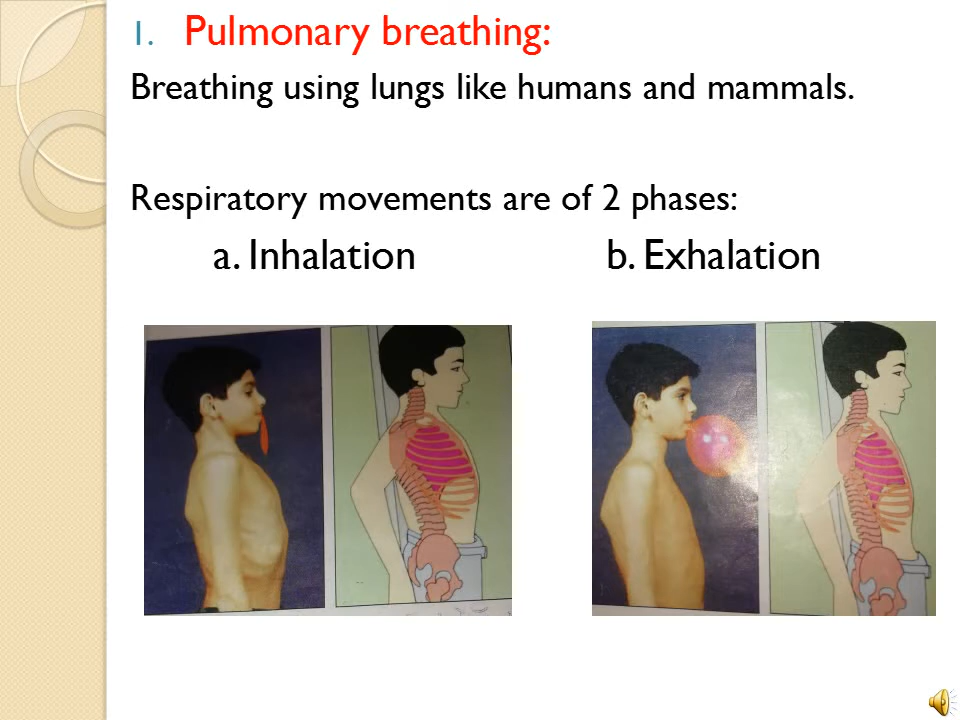 1. Pulmonary breathing:
Breathing using lungs like humans and mammals.
Respiratory movements are of 2 phases:
a. Inhalation b. Exhalation